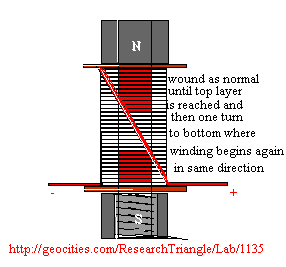 N
wound as normal
until top layer
is reached and
then one turn
to bottom where
winding begins again
in same direction
- +
S
http://geocities.com/ResearchTriangle/Lab/1135